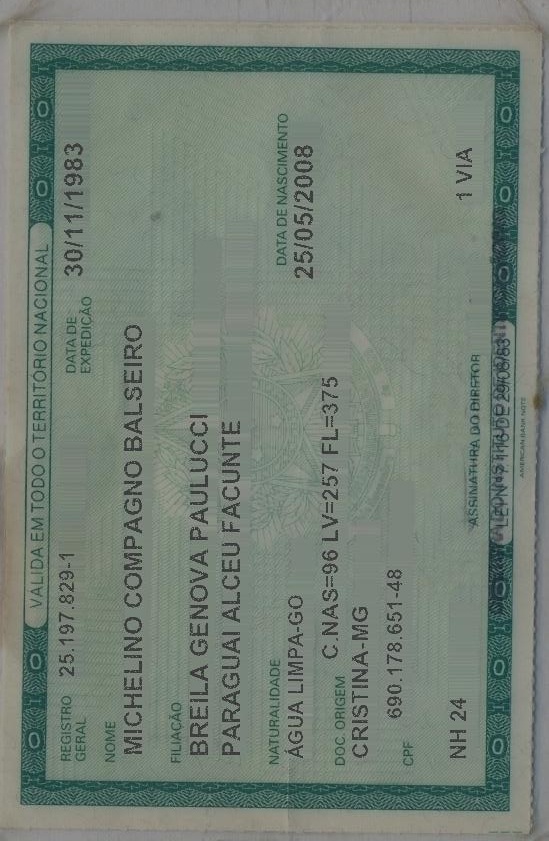 VALIDA EM TODO O TERRITÓRIO NACIONAL
REGISTRO GERAL 25.197.829-1 DATA DE EXPEDIÇÃO 30/11/1983
NOME
MICHELINO COMPAGNO BALSEIRO
FILIAÇÃO
BREILA GENOVA PAULUCCI
PARAGUAI ALCEU FACUNTE
NATURALIDADE DATA DE NASCIMENTO
ÁGUA LIMPA-GO 25/05/2008
DOC. ORIGEM C.NAS=96 LV=257 FL=375
CRISTINA-MG
CPF 690.178.651-48
NH 24 1 VIA
ASSINATURA DO DIRETOR
LEI Nº 7.116 DE 29/08/83
AMERICAN BANK NOTE